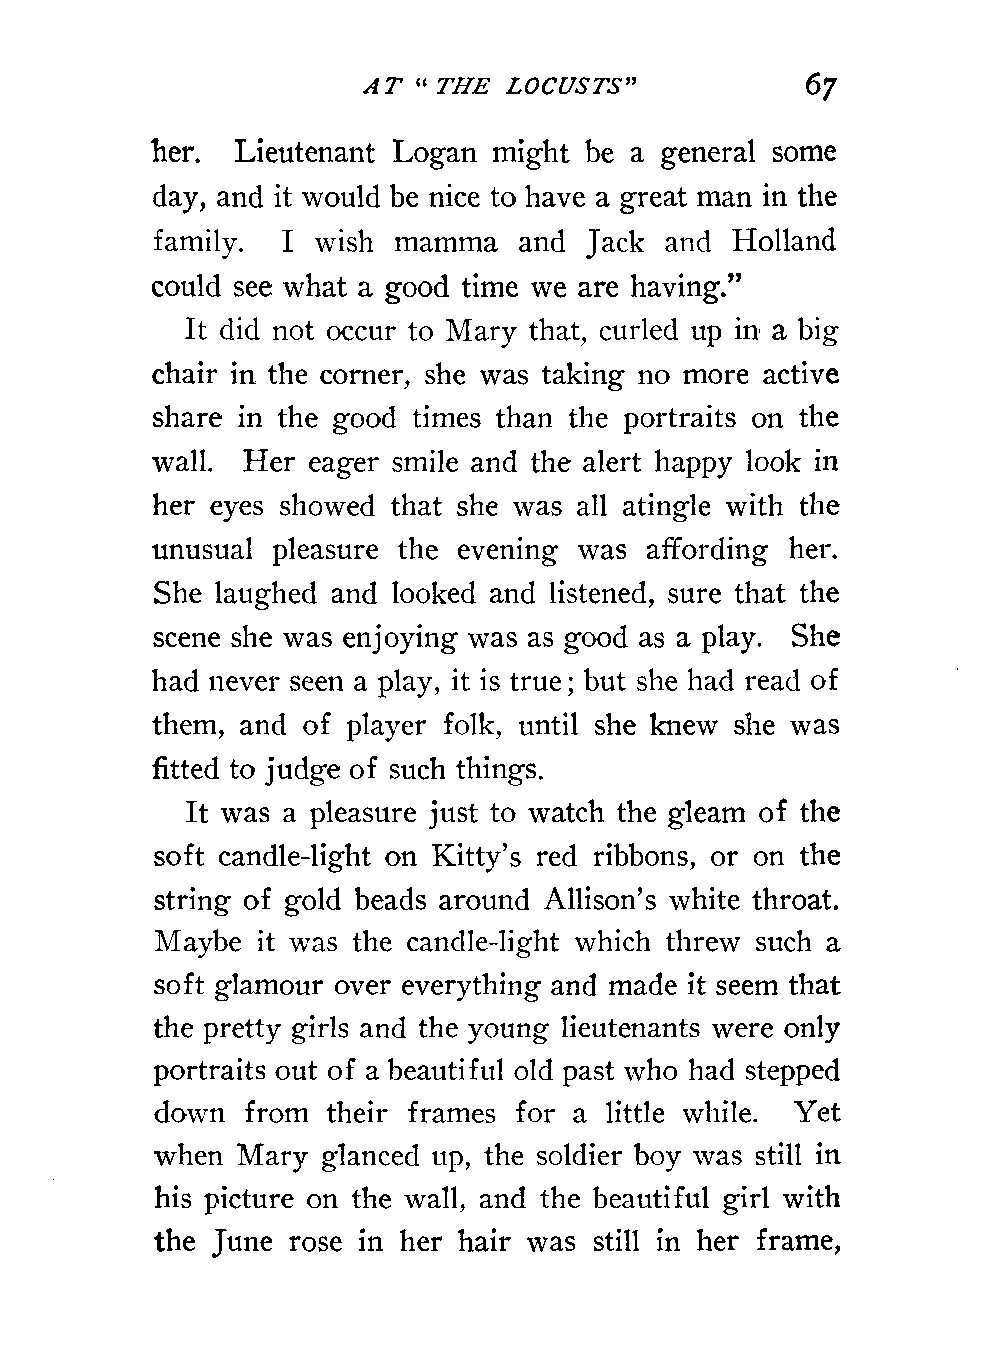 AT " THE LOCUSTS" 67
her. Lieutenant Logan might be a general some
day, and it would be nice to have a great man in the
family. I wish mamma and Jack and Holland
could see what a good time we are having."
It did not occur to Mary that, curled up in a big
chair in the corner, she was taking no more active
share in the good times than the portraits on the
wall. Her eager smile and the alert happy look in
her eyes showed that she was all atingle with the
unusual pleasure the evening was affording her.
She laughed and looked and listened, sure that the
scene she was enjoying was as good as a play. She
had never seen a play, it is true; but she had read of
them, and of player folk, until she knew she was
fitted to judge of such things.
It was a pleasure just to watch the gleam of the
soft candle-light on Kitty's red ribbons, or on the
string of gold beads around Allison's white throat.
Maybe it was the candle-light which threw such a
soft glamour over everything and made it seem that
the pretty girls and the young lieutenants were only
portraits out of a beautiful old past who had stepped
down from their frames for a little while. Yet
when Mary glanced up, the soldier boy was still in
his picture on the wall, and the beautiful girl with
the June rose in her hair was still in her frame,